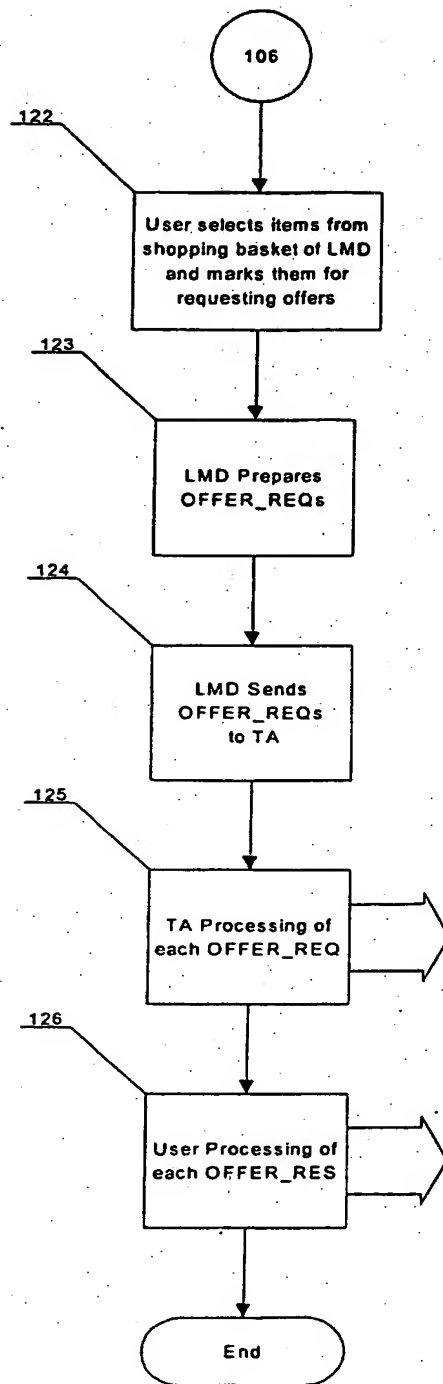 106
122
User selects items from
shopping basket of LMD
and marks them for
requesting offers
123
LMD Prepares
OFFER_REQs
124
LMD Sends
OFFER_REQs
to TA
125
TA Processing of
each OFFER_REQ
126
User Processing of
each OFFER_RES
End